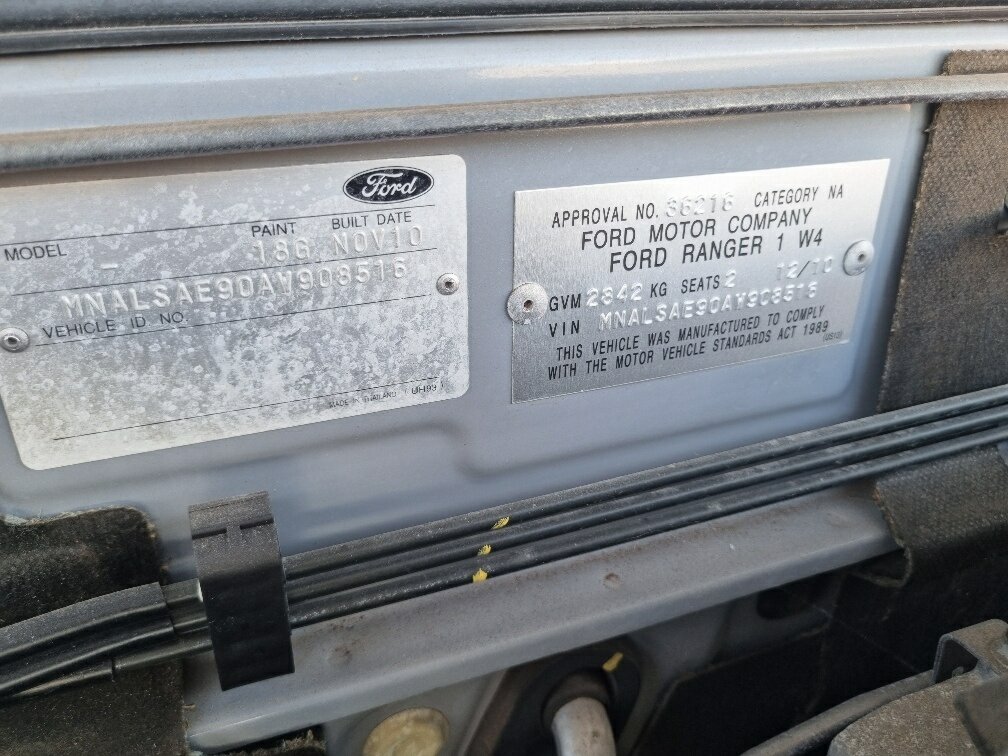 Ford
MODEL PAINT BUILT DATE
- 18G NOV10
MNALSAE90AW908516
VEHICLE ID NO.
MADE IN THAILAND
APPROVAL NO. 36216 CATEGORY NA
FORD MOTOR COMPANY
FORD RANGER 1 W4
12/10
GVM 2842 KG SEATS 2
VIN MNALSAE90AW908516
THIS VEHICLE WAS MANUFACTURED TO COMPLY
WITH THE MOTOR VEHICLE STANDARDS ACT 1989